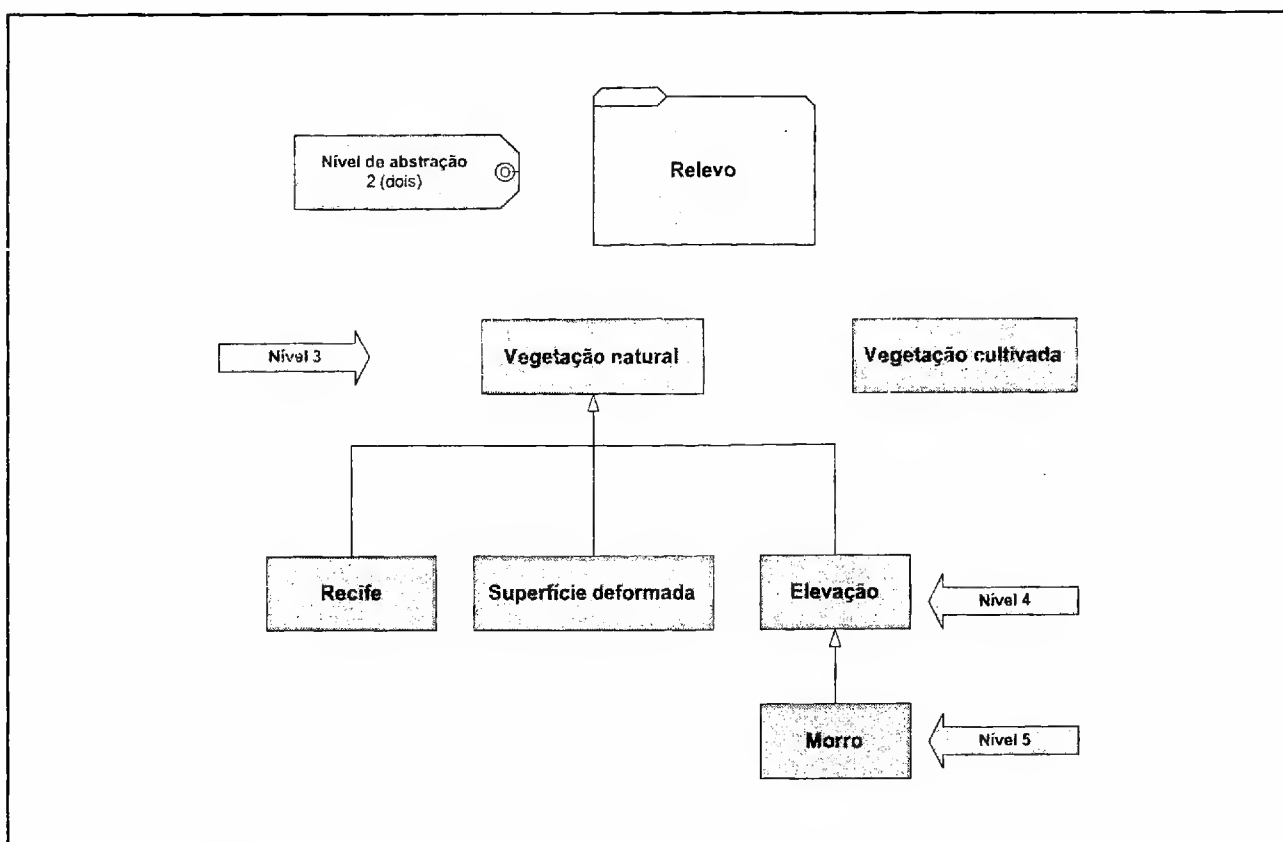 Nível de abstração
2 (dois)
Relevo
Nível 3
Vegetação natural
Vegetação cultivada
Recife
Superfície deformada
Elevação
Nível 4
Morro
Nível 5